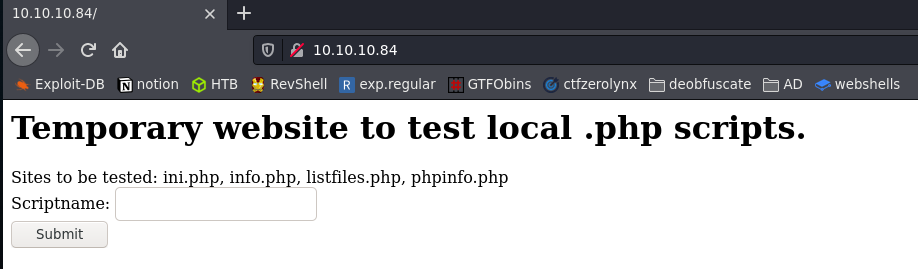 10.10.10.84/
10.10.10.84
Exploit-DB notion HTB RevShell exp.regular GTFObins ctfzerolynx deobfuscate AD webshells
Temporary website to test local .php scripts.
Sites to be tested: ini.php, info.php, listfiles.php, phpinfo.php
Scriptname:
Submit